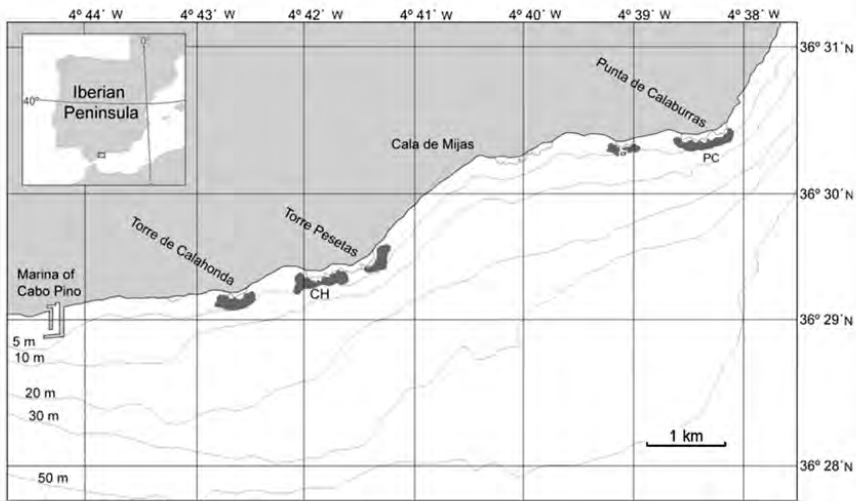 4º 44´ W
4º 43´ W
4º 42´ W
4º 41´ W
4º 40´ W
4º 39´ W
4º 38´ W
0º
40º
Iberian
Peninsula
36º 31´N
Punta de Calaburras
Cala de Mijas
PC
36º 30´N
Torre Pesetas
Torre de Calahonda
Marina of
Cabo Pino
CH
36º 29´N
5 m
10 m
20 m
30 m
1 km
36º 28´N
50 m